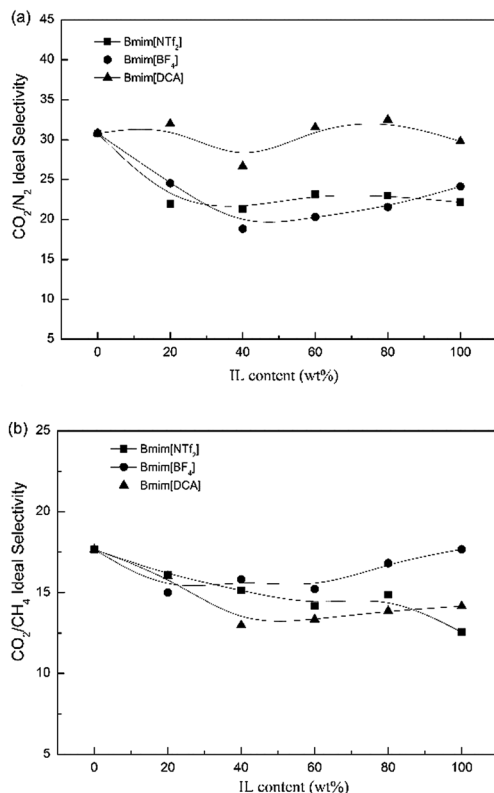 (a)
45
40
35
30
25
20
15
10
5
CO₂/N₂ Ideal Selectivity
Bmim[NTf₂]
Bmim[BF₄]
Bmim[DCA]
0 20 40 60 80 100
IL content (wt%)
(b)
25
20
15
10
5
CO₂/CH₄ Ideal Selectivity
Bmim[NTf₂]
Bmim[BF₄]
Bmim[DCA]
0 20 40 60 80 100
IL content (wt%)